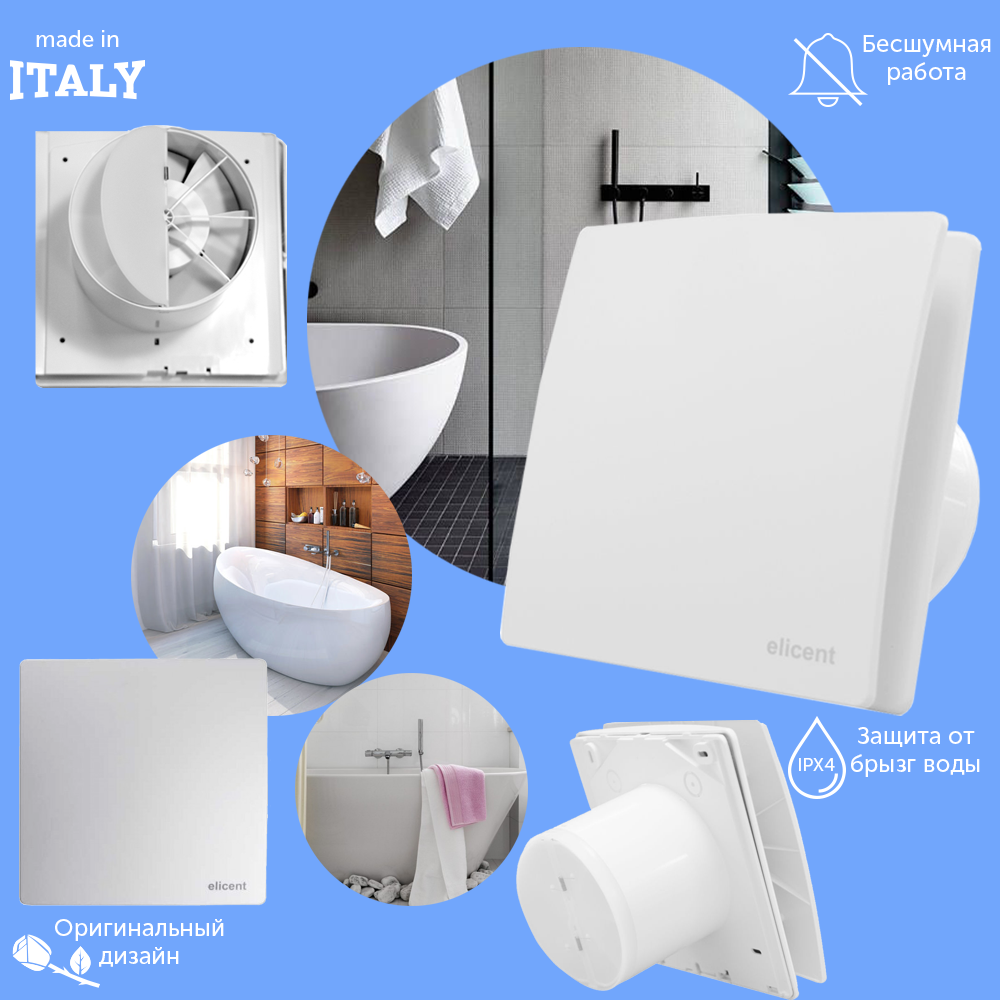 made in
ITALY
Бесшумная
работа
elicent
Защита от
IPX4
брызг воды
elicent
Оригинальный
дизайн